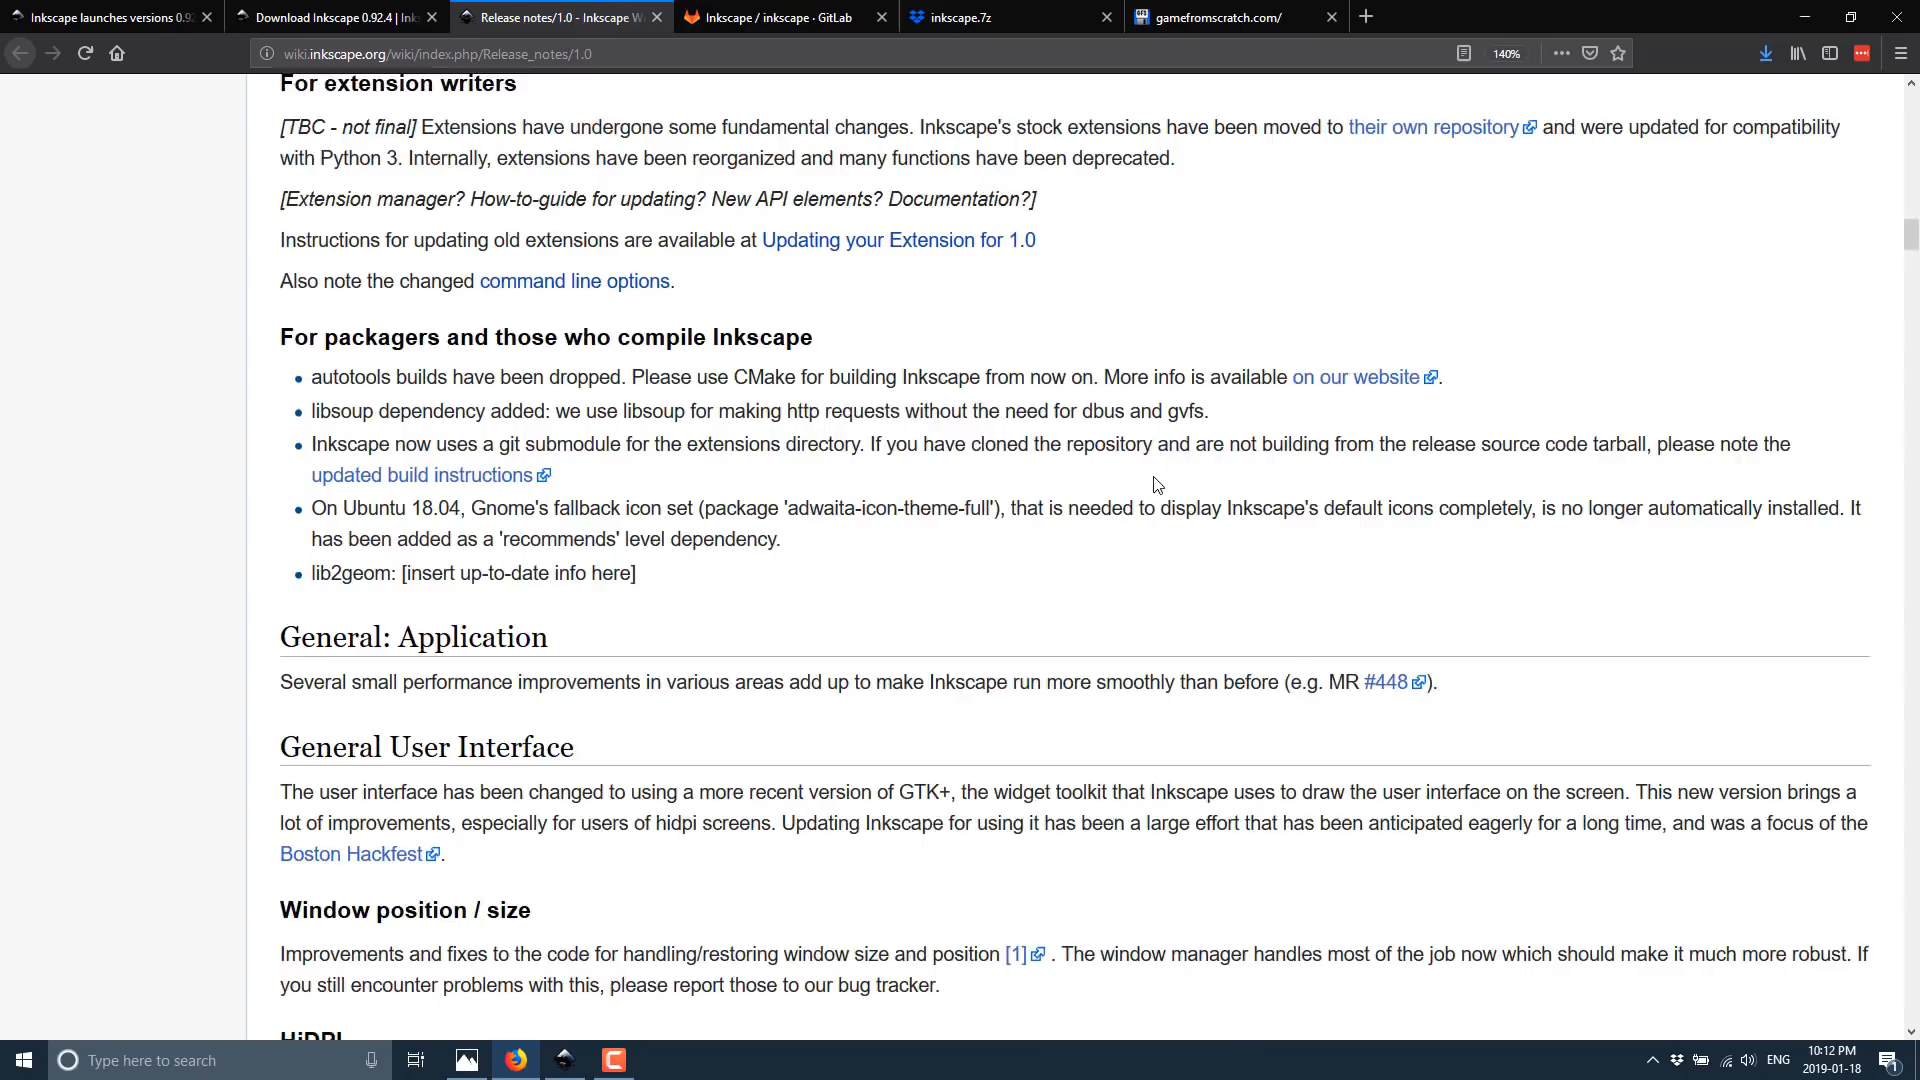 Inkscape launches versions 0.92
Download Inkscape 0.92.4 | Inks
Release notes/1.0 - Inkscape W
Inkscape / inkscape · GitLab
inkscape.7z
gamefromscratch.com/
wiki.inkscape.org/wiki/index.php/Release_notes/1.0
140%
For extension writers
[TBC - not final] Extensions have undergone some fundamental changes. Inkscape's stock extensions have been moved to their own repository and were updated for compatibility
with Python 3. Internally, extensions have been reorganized and many functions have been deprecated.
[Extension manager? How-to-guide for updating? New API elements? Documentation?]
Instructions for updating old extensions are available at Updating your Extension for 1.0
Also note the changed command line options.
For packagers and those who compile Inkscape
autotools builds have been dropped. Please use CMake for building Inkscape from now on. More info is available on our website.
libsoup dependency added: we use libsoup for making http requests without the need for dbus and gvfs.
Inkscape now uses a git submodule for the extensions directory. If you have cloned the repository and are not building from the release source code tarball, please note the
updated build instructions
On Ubuntu 18.04, Gnome's fallback icon set (package 'adwaita-icon-theme-full'), that is needed to display Inkscape's default icons completely, is no longer automatically installed. It
has been added as a 'recommends' level dependency.
lib2geom: [insert up-to-date info here]
General: Application
Several small performance improvements in various areas add up to make Inkscape run more smoothly than before (e.g. MR #448).
General User Interface
The user interface has been changed to using a more recent version of GTK+, the widget toolkit that Inkscape uses to draw the user interface on the screen. This new version brings a
lot of improvements, especially for users of hidpi screens. Updating Inkscape for using it has been a large effort that has been anticipated eagerly for a long time, and was a focus of the
Boston Hackfest.
Window position / size
Improvements and fixes to the code for handling/restoring window size and position [1] . The window manager handles most of the job now which should make it much more robust. If
you still encounter problems with this, please report those to our bug tracker.
HiDPI
Type here to search
ENG
10:12 PM
2019-01-18
1